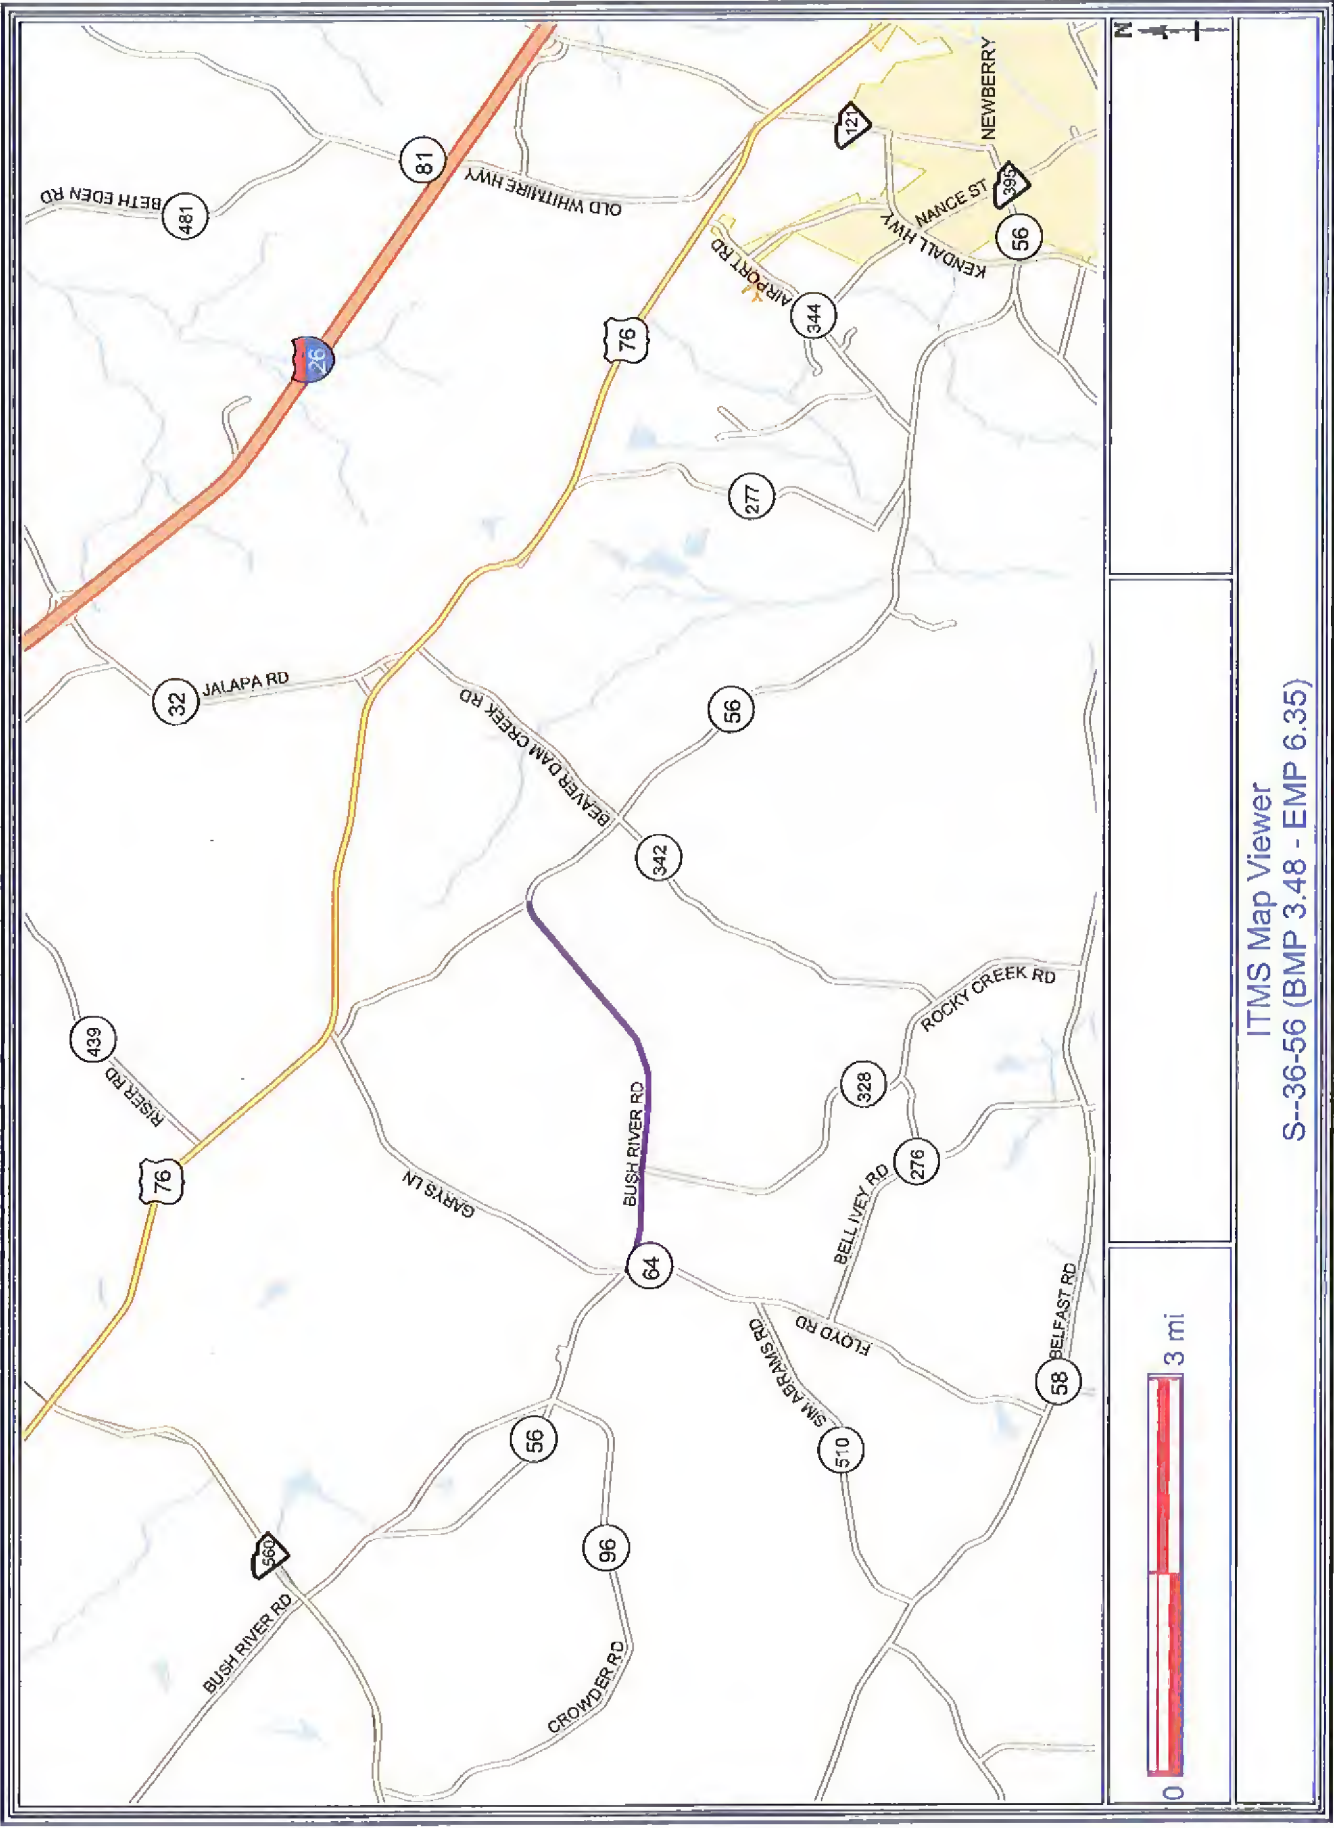 BUSH RIVER RD
560
CROWDER RD
96
56
76
RISER RD
439
GARYS LN
64
BUSH RIVER RD
SIM ABRAMS RD
510
FLOYD RD
BELL IVEY RD
276
328
BELFAST RD
58
ROCKY CREEK RD
342
BEAVER DAM CREEK RD
32
JALAPA RD
56
26
76
277
BETH EDEN RD
481
81
OLD WHITMIRE HWY
AIRPORT RD
344
KENDALL HWY
NANCE ST
121
395
56
NEWBERRY
0
3 mi
N
ITMS Map Viewer
S--36-56 (BMP 3.48 - EMP 6.35)